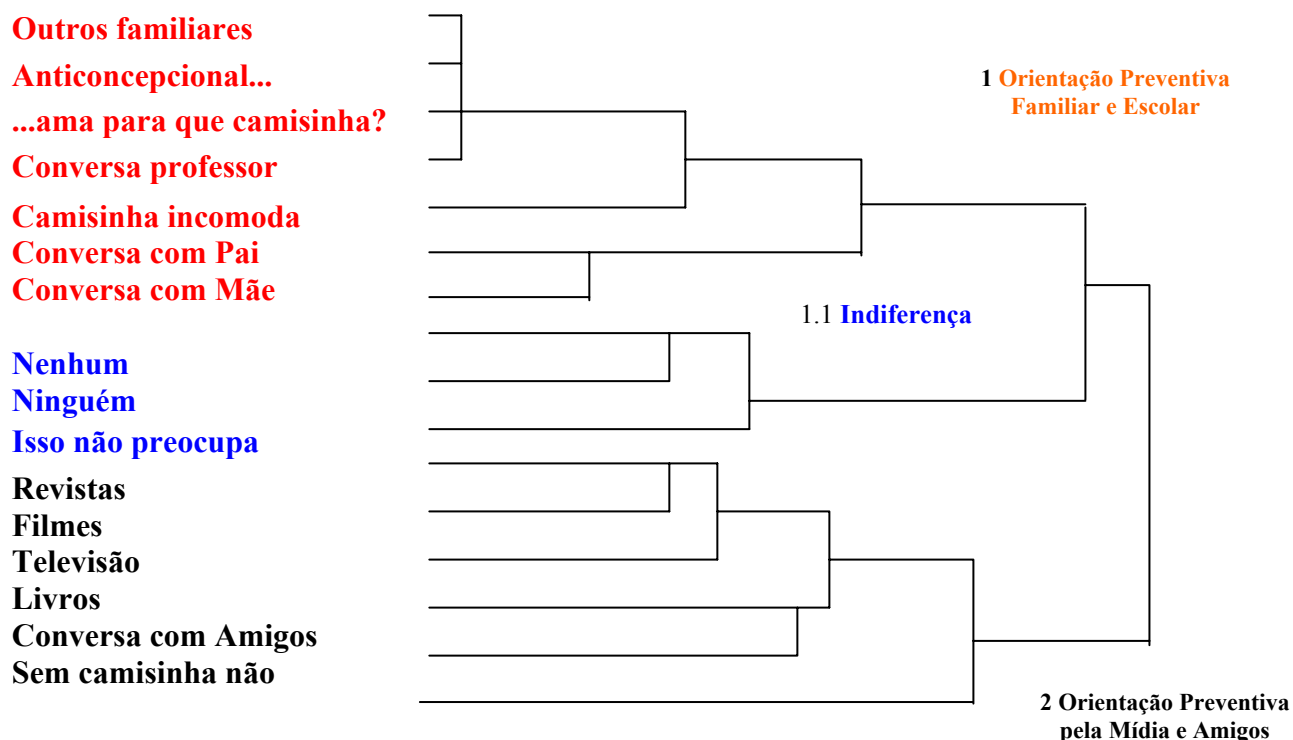 Outros familiares
Anticoncepcional...
...ama para que camisinha?
Conversa professor
Camisinha incomoda
Conversa com Pai
Conversa com Mãe
Nenhum
Ninguém
Isso não preocupa
Revistas
Filmes
Televisão
Livros
Conversa com Amigos
Sem camisinha não
1 Orientação Preventiva
Familiar e Escolar
1.1 Indiferença
2 Orientação Preventiva
pela Mídia e Amigos